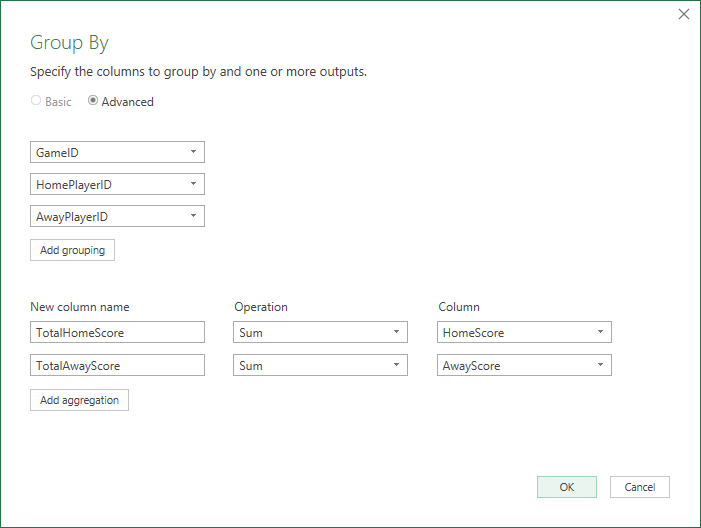 Group By
Specify the columns to group by and one or more outputs.
Basic Advanced
GameID
HomePlayerID
AwayPlayerID
Add grouping
New column name Operation Column
TotalHomeScore Sum HomeScore
TotalAwayScore Sum AwayScore
Add aggregation
OK Cancel